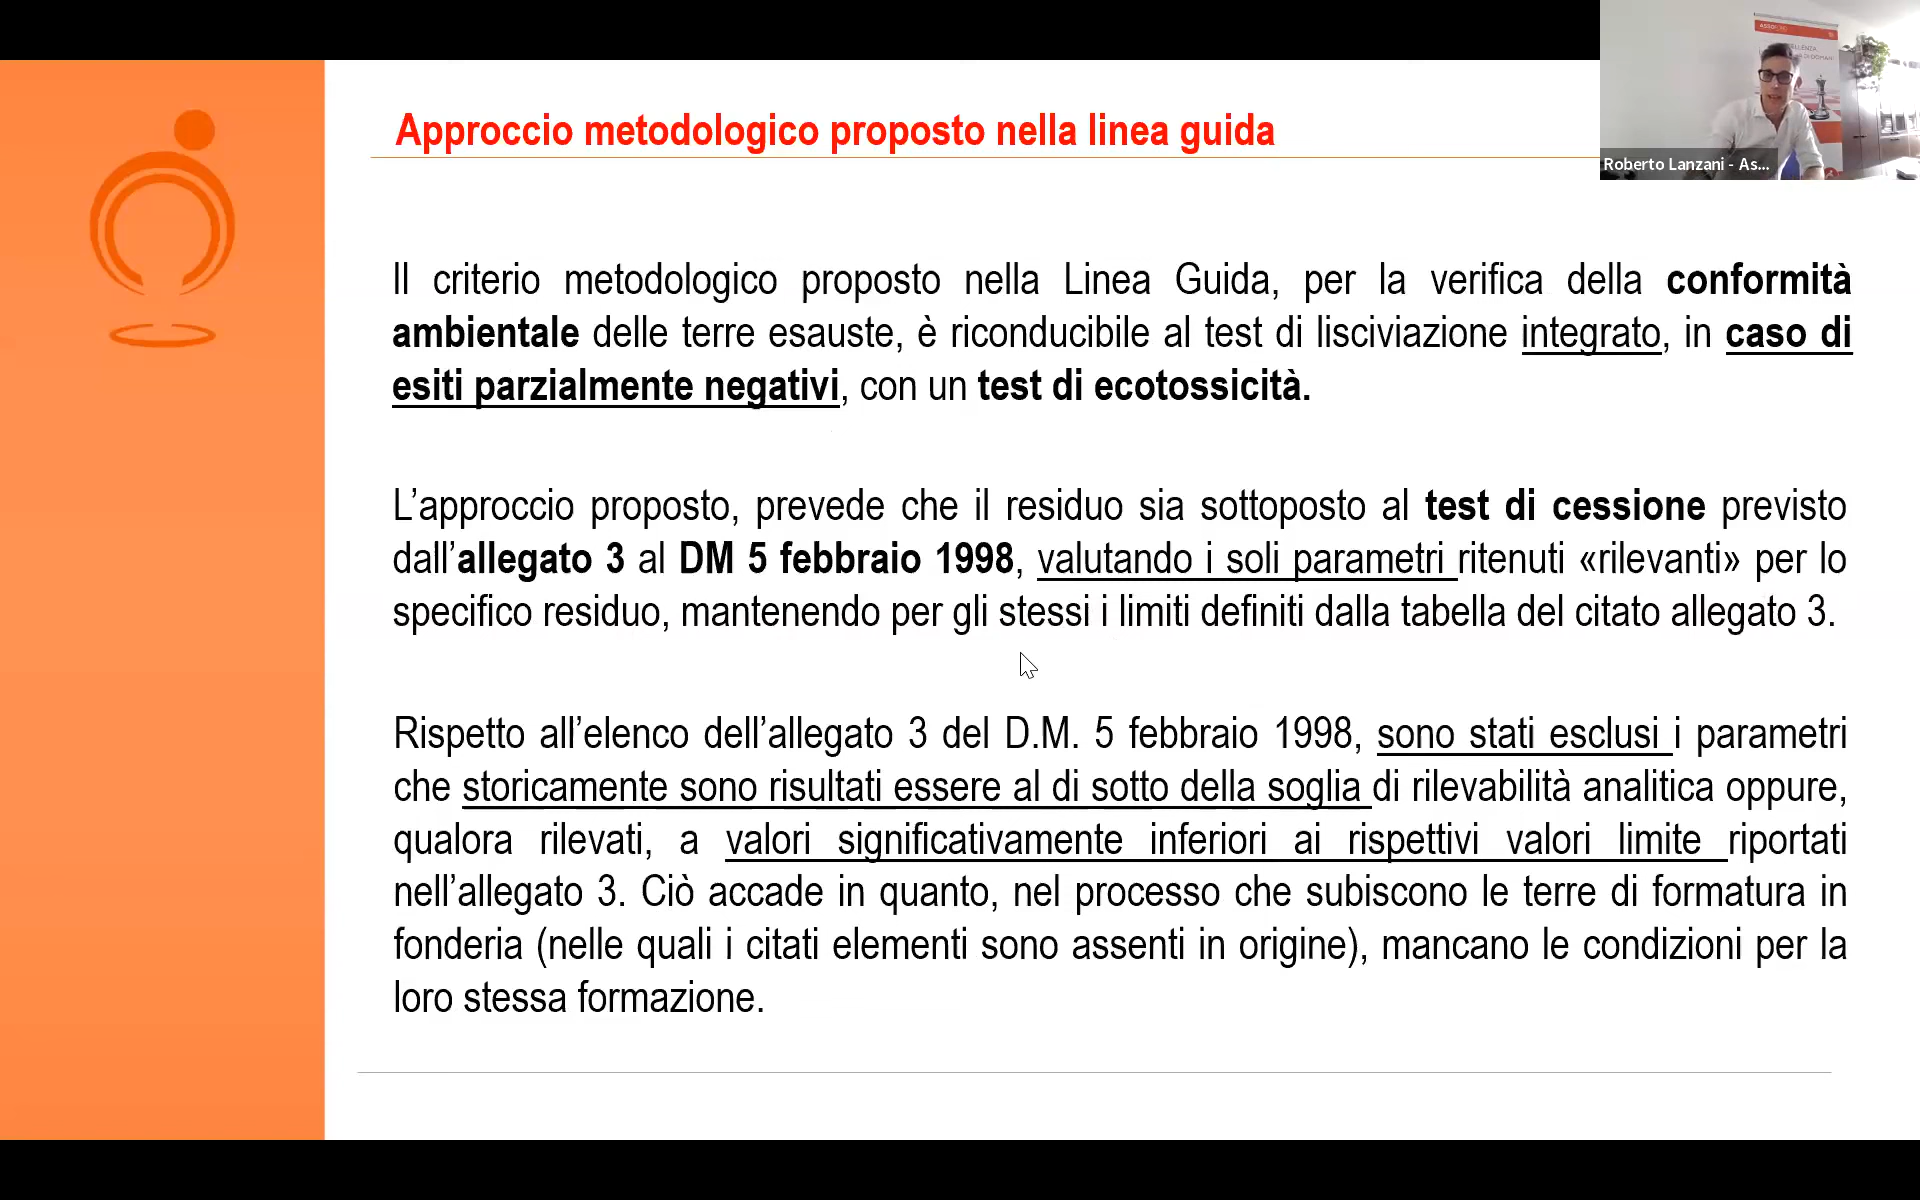 Approccio metodologico proposto nella linea guida
ASSOFOND
Roberto Lanzani - As...
Il criterio metodologico proposto nella Linea Guida, per la verifica della conformità
ambientale delle terre esauste, è riconducibile al test di lisciviazione integrato, in caso di
esiti parzialmente negativi, con un test di ecotossicità.
L’approccio proposto, prevede che il residuo sia sottoposto al test di cessione previsto
dall’allegato 3 al DM 5 febbraio 1998, valutando i soli parametri ritenuti «rilevanti» per lo
specifico residuo, mantenendo per gli stessi i limiti definiti dalla tabella del citato allegato 3.
Rispetto all’elenco dell’allegato 3 del D.M. 5 febbraio 1998, sono stati esclusi i parametri
che storicamente sono risultati essere al di sotto della soglia di rilevabilità analitica oppure,
qualora rilevati, a valori significativamente inferiori ai rispettivi valori limite riportati
nell’allegato 3. Ciò accade in quanto, nel processo che subiscono le terre di formatura in
fonderia (nelle quali i citati elementi sono assenti in origine), mancano le condizioni per la
loro stessa formazione.